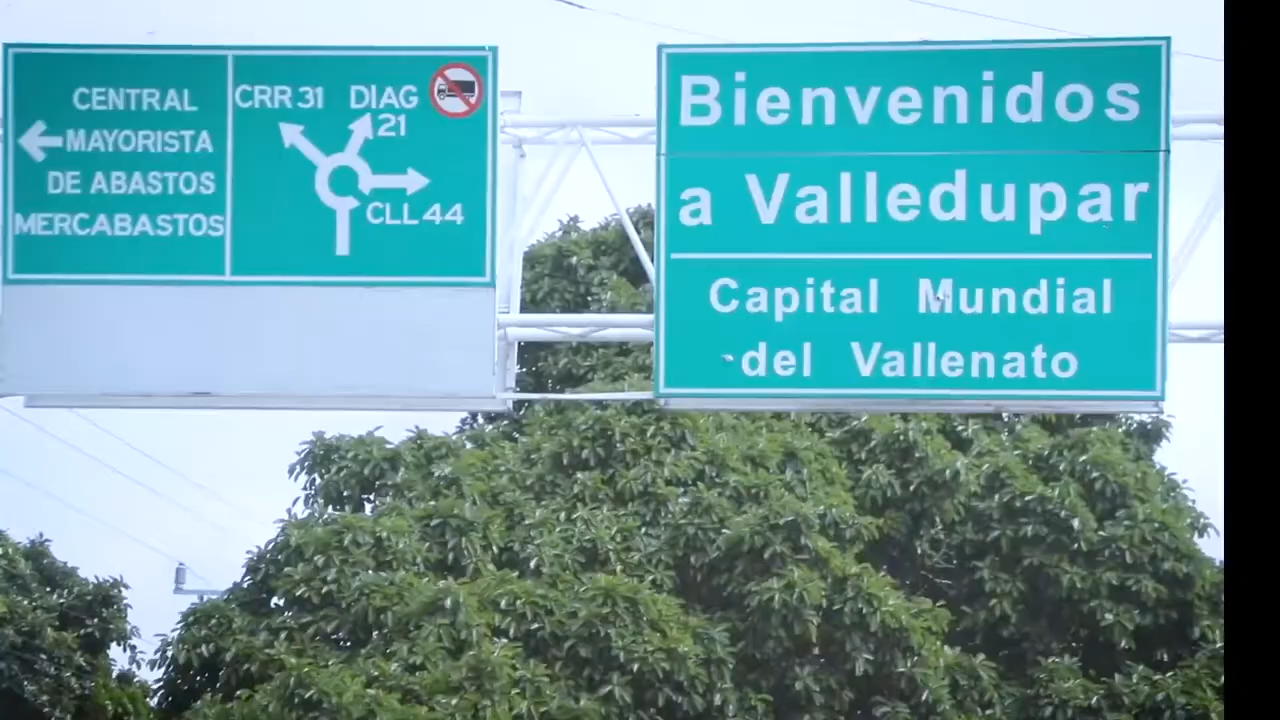 CENTRAL
MAYORISTA
DE ABASTOS
MERCABASTOS
CRR 31
DIAG
21
CLL 44
Bienvenidos
a Valledupar
Capital Mundial
del Vallenato